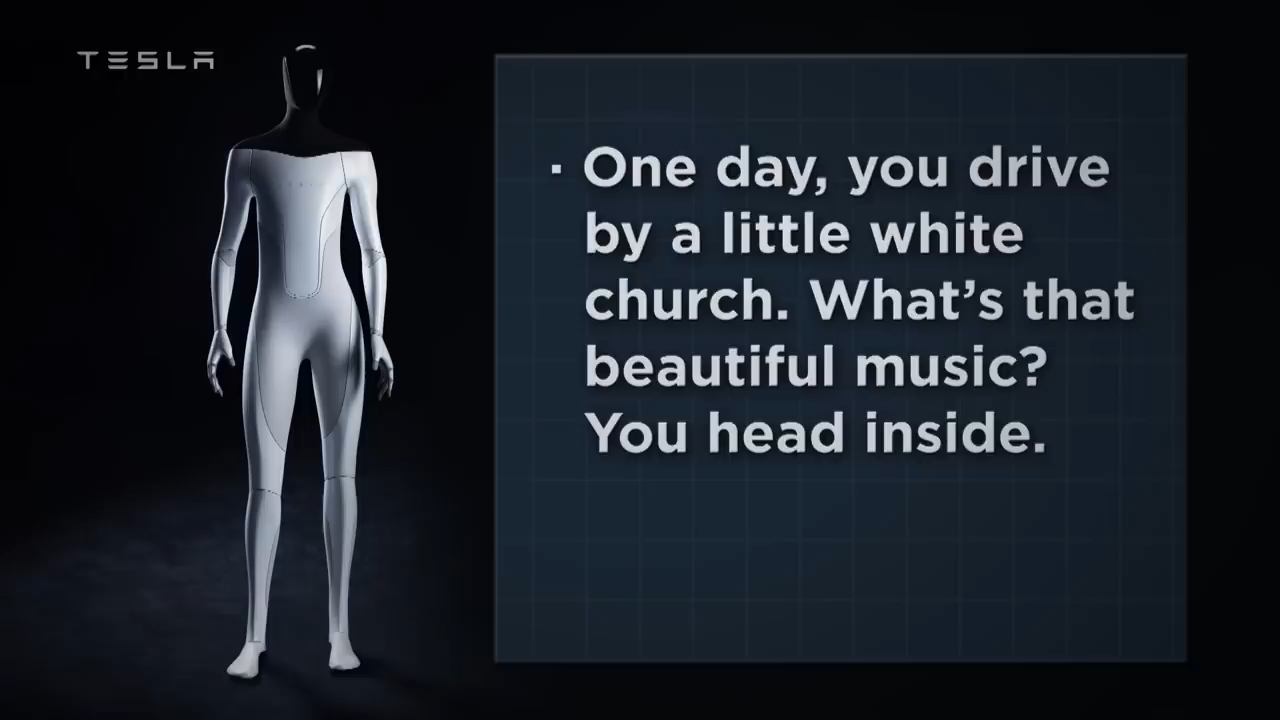 TESLA
· One day, you drive
by a little white
church. What’s that
beautiful music?
You head inside.